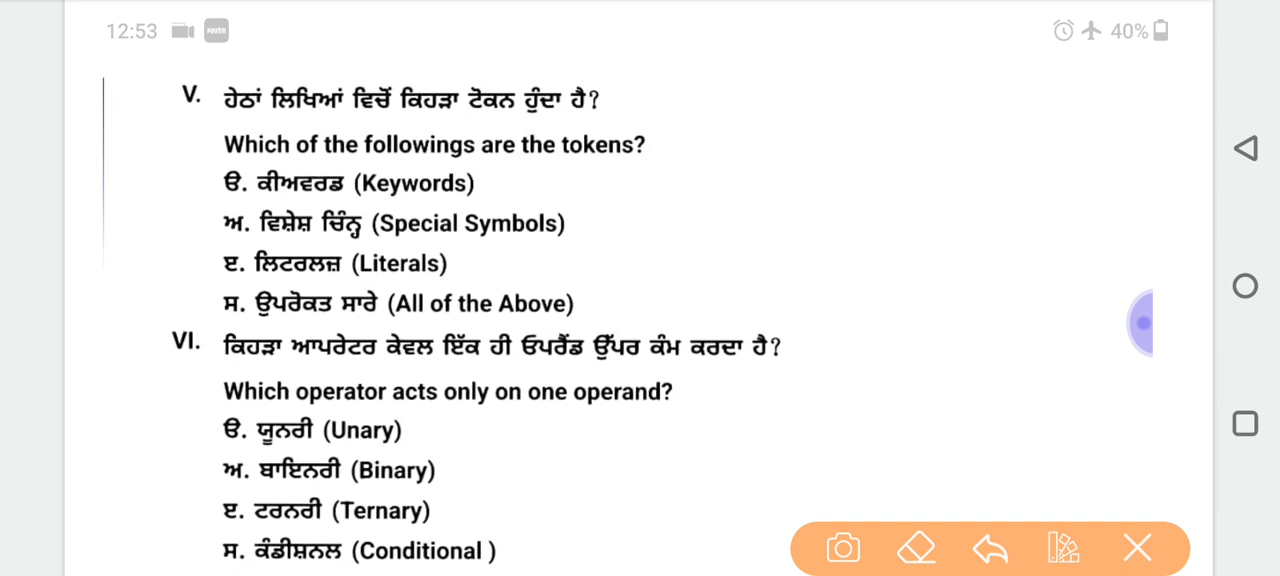 12:53 Paytm 40%
V. ਹੇਠਾਂ ਲਿਖਿਆਂ ਵਿਚੋਂ ਕਿਹੜਾ ਟੋਕਨ ਹੁੰਦਾ ਹੈ?
Which of the followings are the tokens?
ੳ. ਕੀਅਵਰਡ (Keywords)
ਅ. ਵਿਸ਼ੇਸ਼ ਚਿੰਨ੍ਹ (Special Symbols)
ੲ. ਲਿਟਰਲਜ਼ (Literals)
ਸ. ਉਪਰੋਕਤ ਸਾਰੇ (All of the Above)
VI. ਕਿਹੜਾ ਆਪਰੇਟਰ ਕੇਵਲ ਇੱਕ ਹੀ ਓਪਰੈਂਡ ਉੱਪਰ ਕੰਮ ਕਰਦਾ ਹੈ?
Which operator acts only on one operand?
ੳ. ਯੂਨਰੀ (Unary)
ਅ. ਬਾਇਨਰੀ (Binary)
ੲ. ਟਰਨਰੀ (Ternary)
ਸ. ਕੰਡੀਸ਼ਨਲ (Conditional )